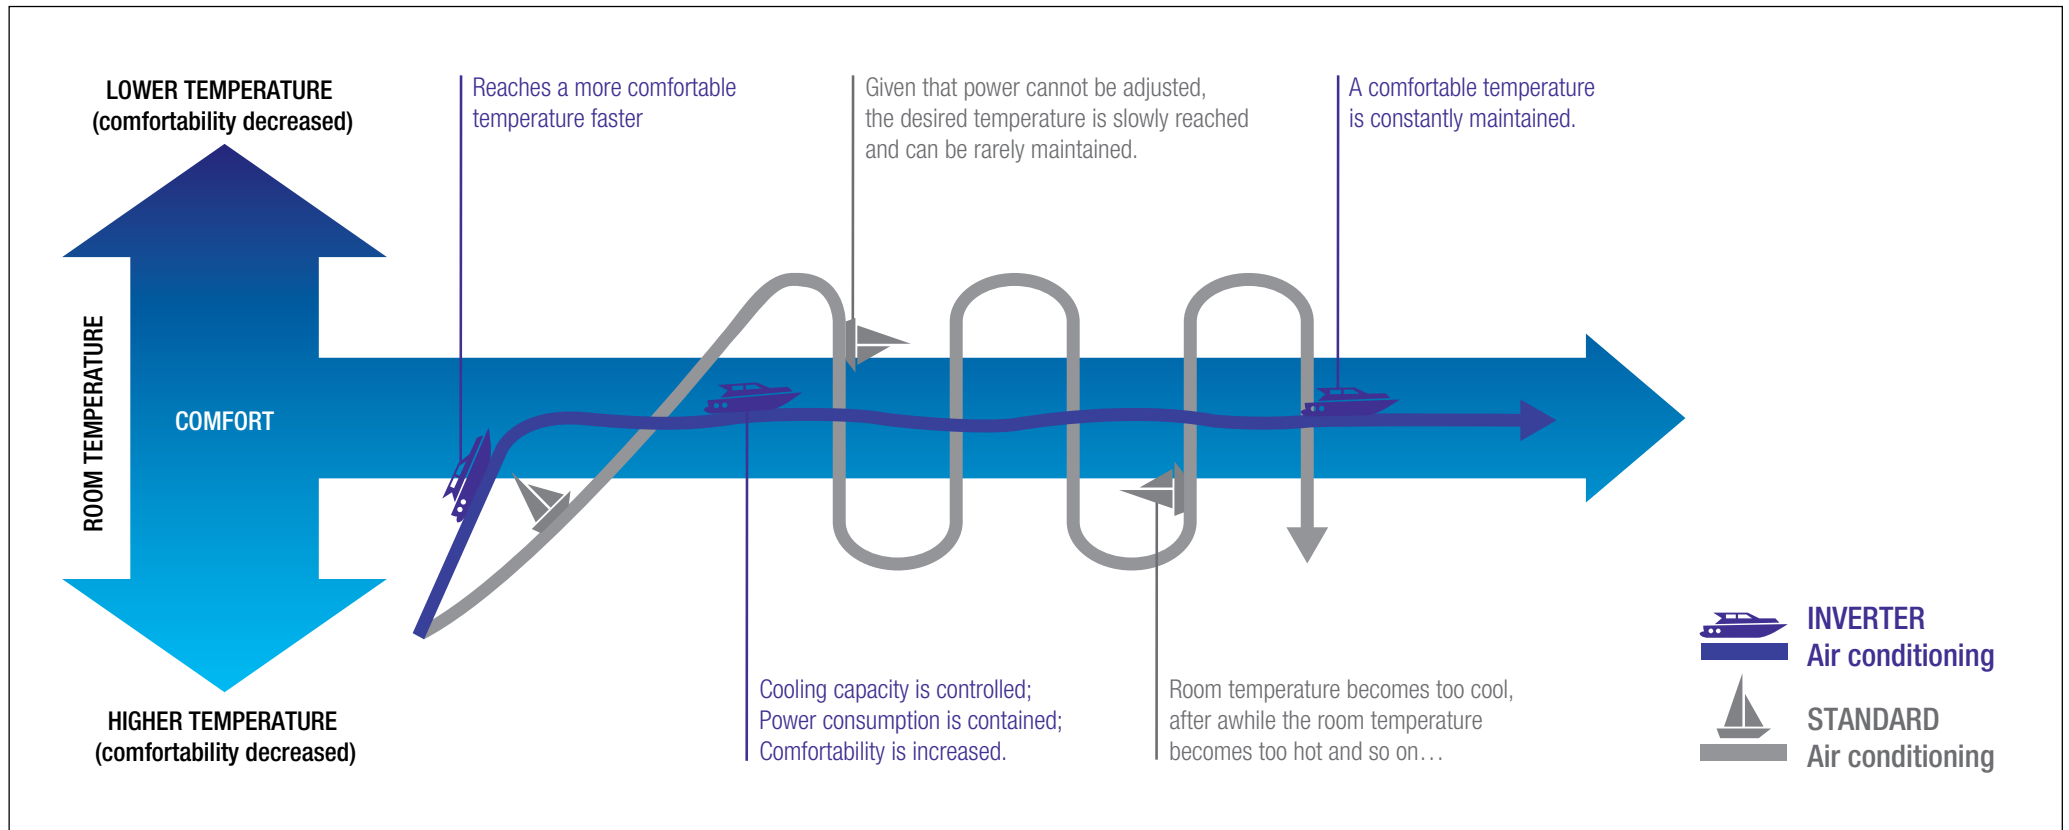 LOWER TEMPERATURE
(comfortability decreased)
ROOM TEMPERATURE
COMFORT
HIGHER TEMPERATURE
(comfortability decreased)
Reaches a more comfortable
temperature faster
Given that power cannot be adjusted,
the desired temperature is slowly reached
and can be rarely maintained.
A comfortable temperature
is constantly maintained.
Cooling capacity is controlled;
Power consumption is contained;
Comfortability is increased.
Room temperature becomes too cool,
after awhile the room temperature
becomes too hot and so on…
INVERTER
Air conditioning
STANDARD
Air conditioning